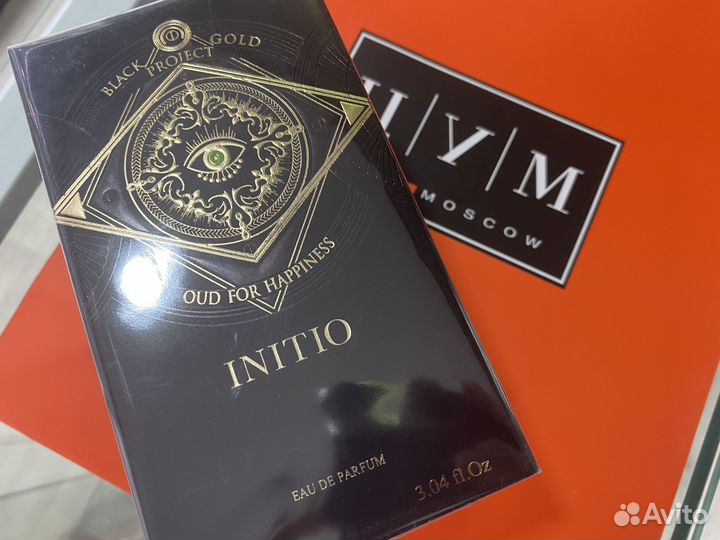 BLACK GOLD
PROJECT
OUD FOR HAPPINESS
INITIO
EAU DE PARFUM
3.04 fl.Oz
ЦУМ
MOSCOW
Avito